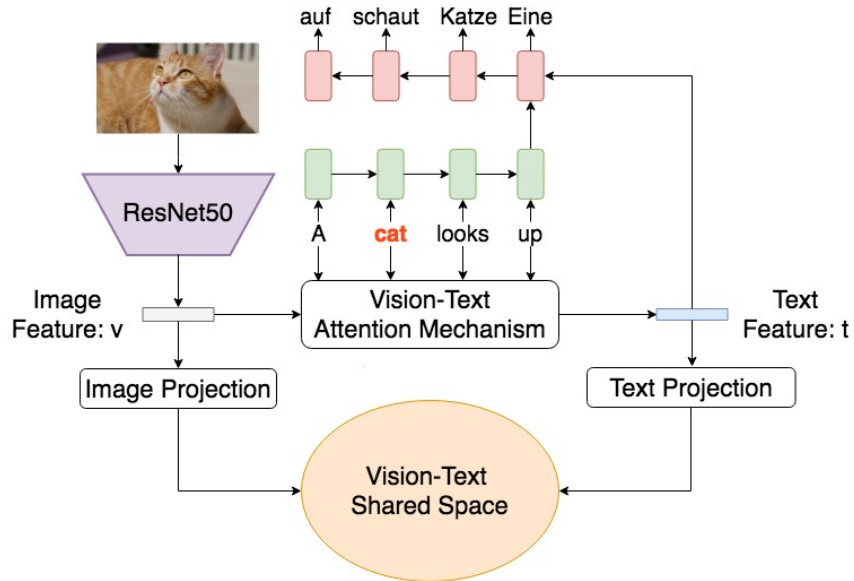 auf schaut Katze Eine
ResNet50
A cat looks up
Image
Feature: v
Vision-Text
Attention Mechanism
Text
Feature: t
Image Projection
Text Projection
Vision-Text
Shared Space